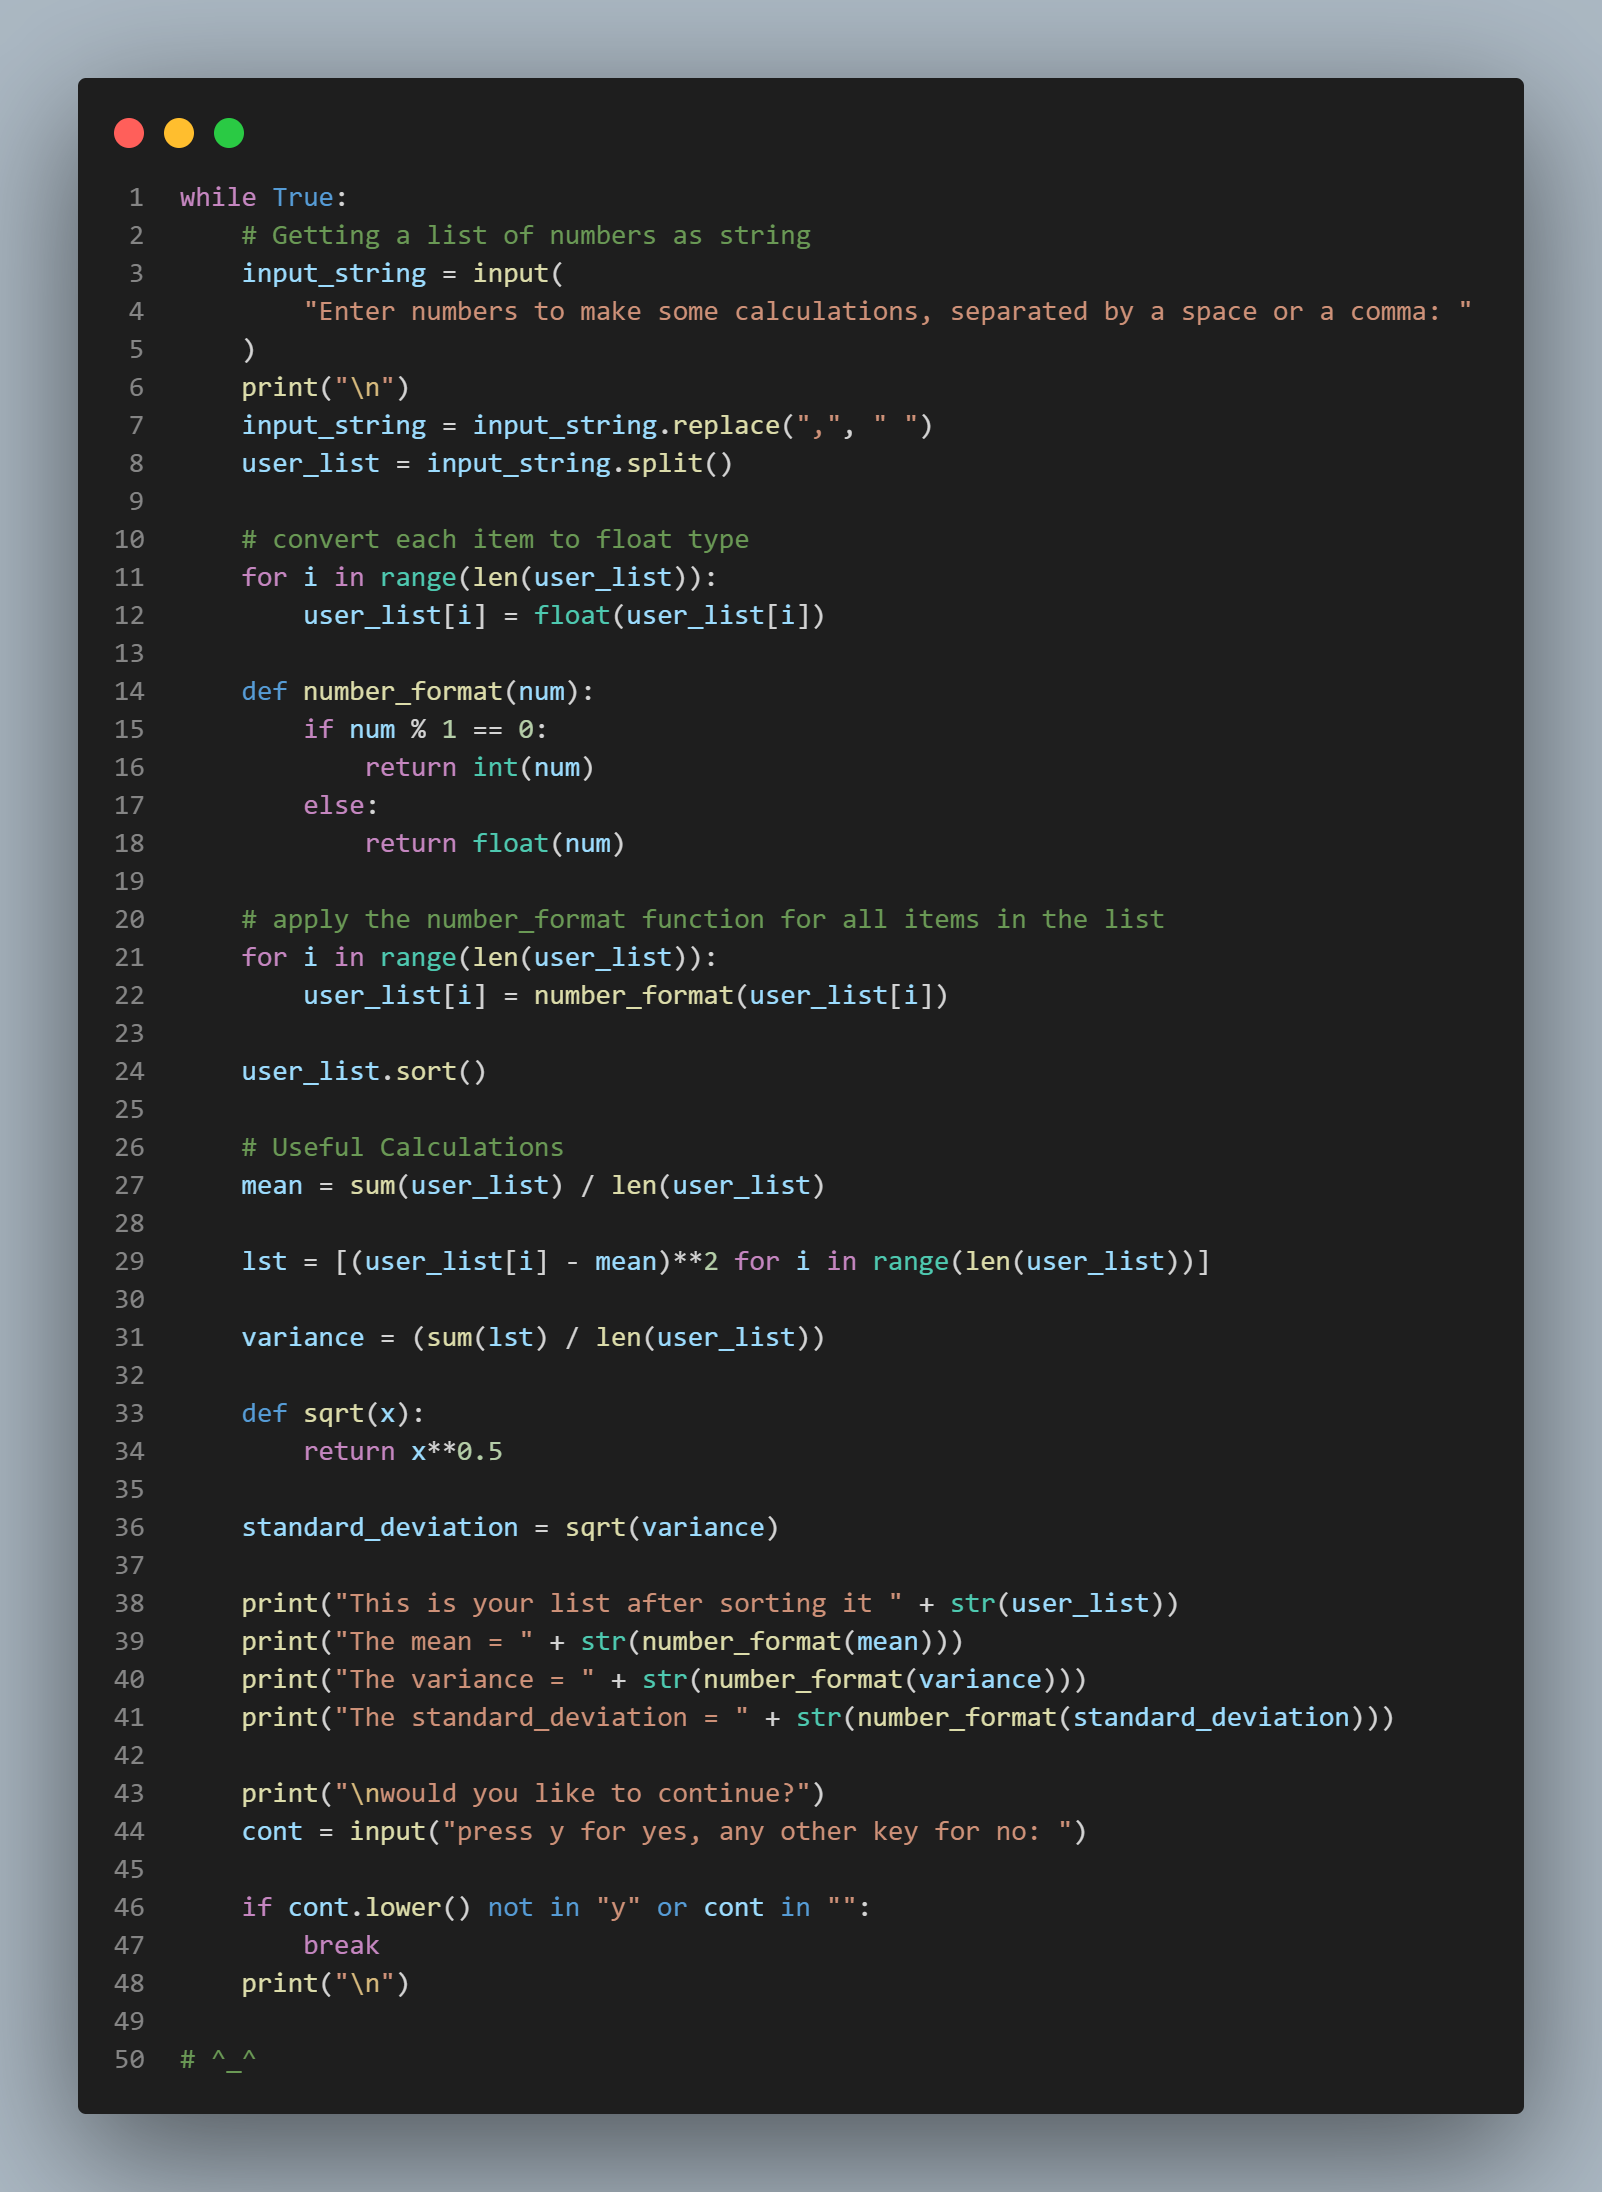 1 while True:
2     # Getting a list of numbers as string
3     input_string = input(
4         "Enter numbers to make some calculations, separated by a space or a comma: "
5     )
6     print("\n")
7     input_string = input_string.replace(",", " ")
8     user_list = input_string.split()
9
10     # convert each item to float type
11     for i in range(len(user_list)):
12         user_list[i] = float(user_list[i])
13
14     def number_format(num):
15         if num % 1 == 0:
16             return int(num)
17         else:
18             return float(num)
19
20     # apply the number_format function for all items in the list
21     for i in range(len(user_list)):
22         user_list[i] = number_format(user_list[i])
23
24     user_list.sort()
25
26     # Useful Calculations
27     mean = sum(user_list) / len(user_list)
28
29     lst = [(user_list[i] - mean)**2 for i in range(len(user_list))]
30
31     variance = (sum(lst) / len(user_list))
32
33     def sqrt(x):
34         return x**0.5
35
36     standard_deviation = sqrt(variance)
37
38     print("This is your list after sorting it " + str(user_list))
39     print("The mean = " + str(number_format(mean)))
40     print("The variance = " + str(number_format(variance)))
41     print("The standard_deviation = " + str(number_format(standard_deviation)))
42
43     print("\nwould you like to continue?")
44     cont = input("press y for yes, any other key for no: ")
45
46     if cont.lower() not in "y" or cont in "":
47         break
48     print("\n")
49
50 # ^_^